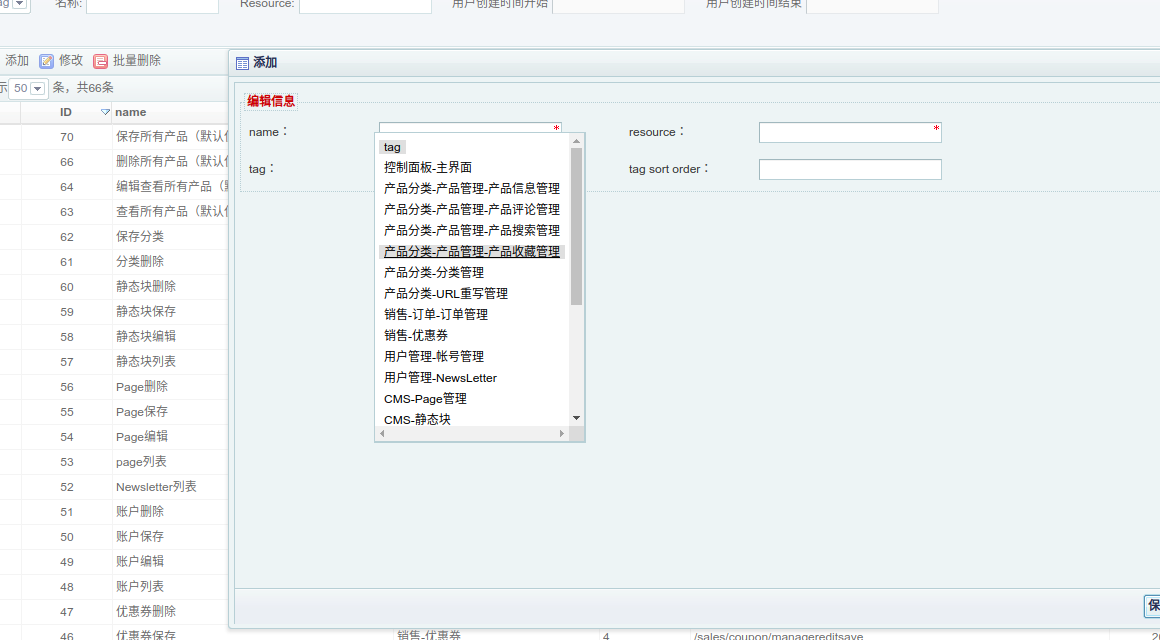 ag 名称: Resource: 用户创建时间开始 用户创建时间结束
添加 修改 批量删除
示 50 条，共66条
ID name
70 保存所有产品（默认
66 删除所有产品（默认
64 编辑查看所有产品（
63 查看所有产品（默认
62 保存分类
61 分类删除
60 静态块删除
59 静态块保存
58 静态块编辑
57 静态块列表
56 Page删除
55 Page保存
54 Page编辑
53 page列表
52 Newsletter列表
51 账户删除
50 账户保存
49 账户编辑
48 账户列表
47 优惠券删除
46 优惠券保存 销售-优惠券 4 /sales/coupon/managereditsave 20
添加
编辑信息
name： * resource： *
tag： tag sort order：
tag
控制面板-主界面
产品分类-产品管理-产品信息管理
产品分类-产品管理-产品评论管理
产品分类-产品管理-产品搜索管理
产品分类-产品管理-产品收藏管理
产品分类-分类管理
产品分类-URL重写管理
销售-订单-订单管理
销售-优惠券
用户管理-帐号管理
用户管理-NewsLetter
CMS-Page管理
CMS-静态块
保